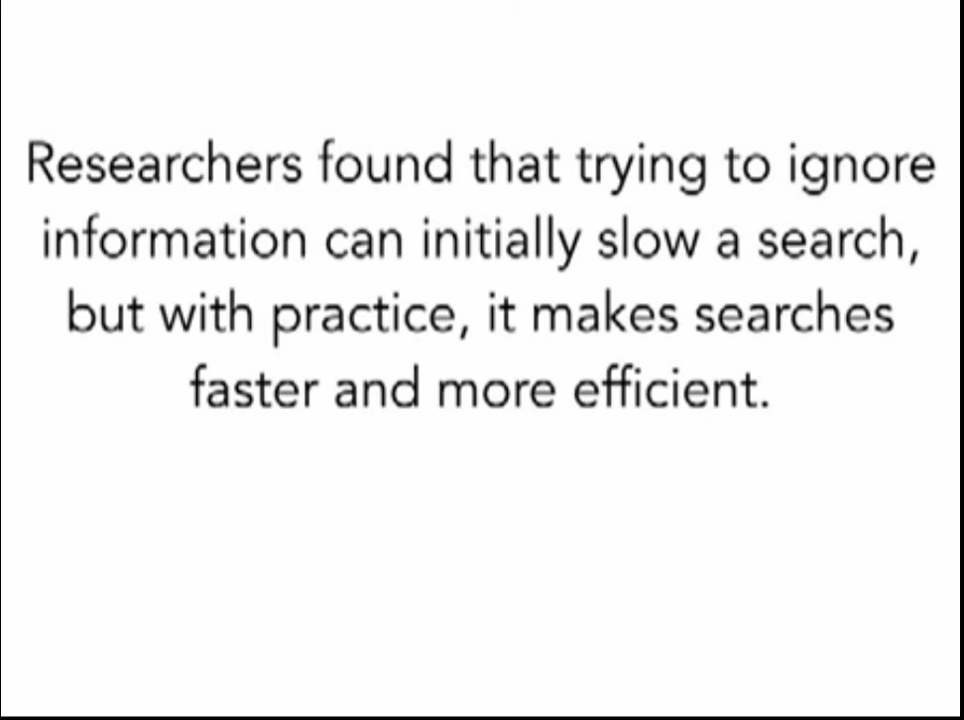 Researchers found that trying to ignore
information can initially slow a search,
but with practice, it makes searches
faster and more efficient.